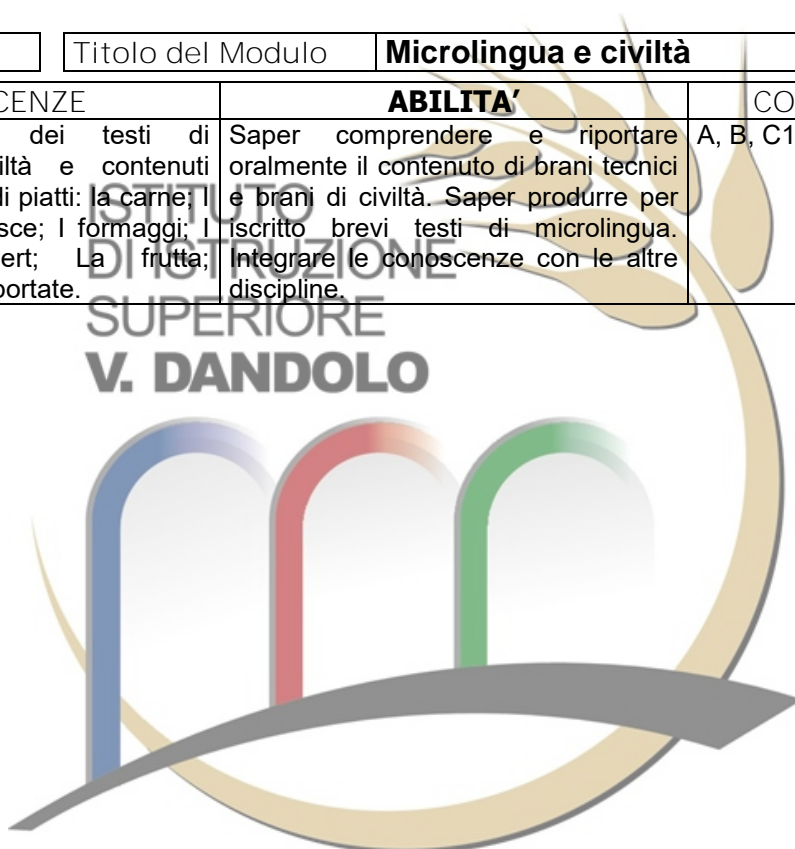 Titolo del Modulo Microlingua e civiltà
CENZE ABILITA’ CO
dei testi di Saper comprendere e riportare A, B, C1
iltà e contenuti oralmente il contenuto di brani tecnici
di piatti: la carne; I e brani di civiltà. Saper produrre per
sce; I formaggi; I iscritto brevi testi di microlingua.
ert; La frutta; Integrare le conoscenze con le altre
portate. discipline.
ISTITUTO
DI ISTRUZIONE
SUPERIORE
V. DANDOLO